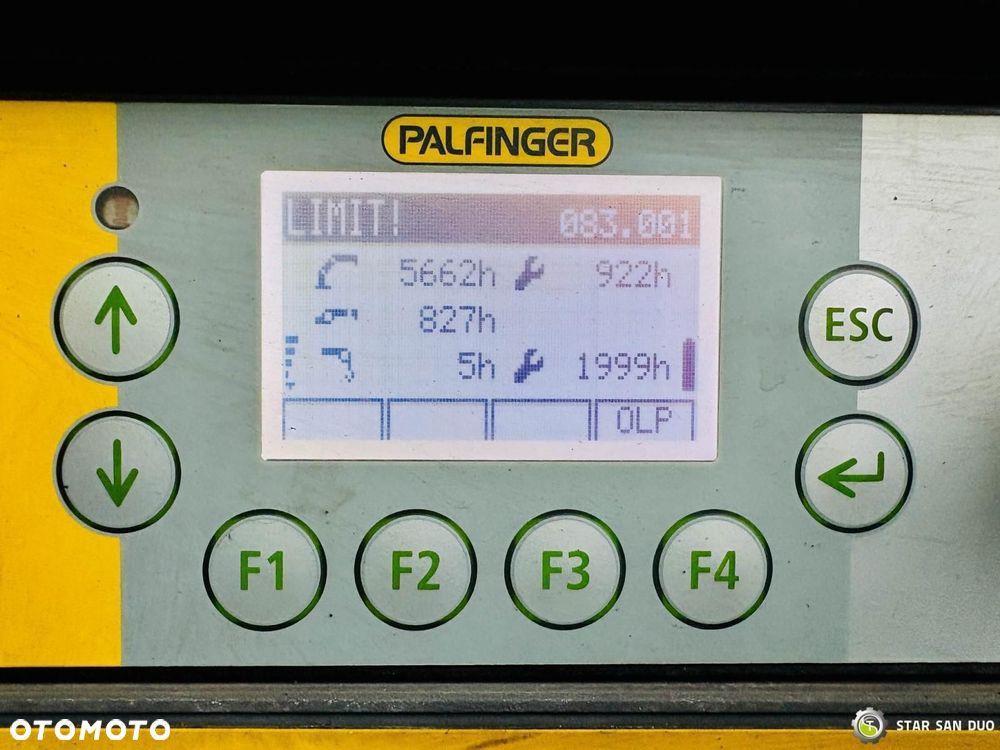 PALFINGER
LIMIT! 083.001
5662h 922h
827h
5h 1999h
OLP
ESC
F1 F2 F3 F4
OTOMOTO
STAR SAN DUO